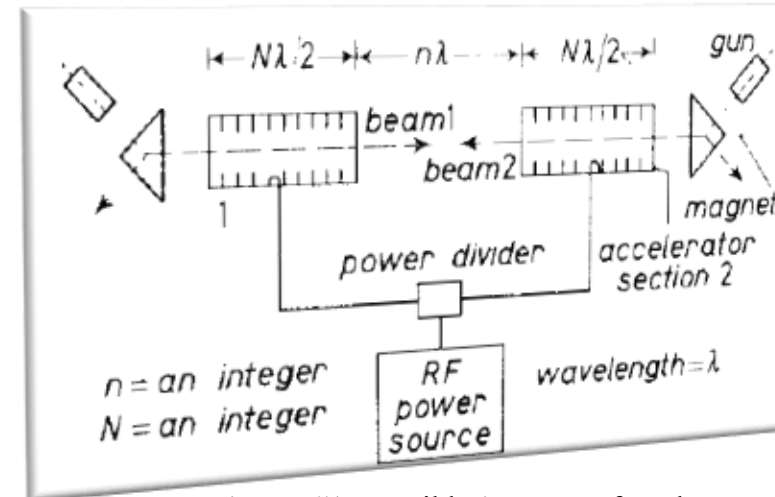 Nλ/2 nλ Nλ/2
gun
beam1
beam2
1
magnet
power divider
accelerator
section 2
n = an integer
N = an integer
RF
power
source
wavelength=λ